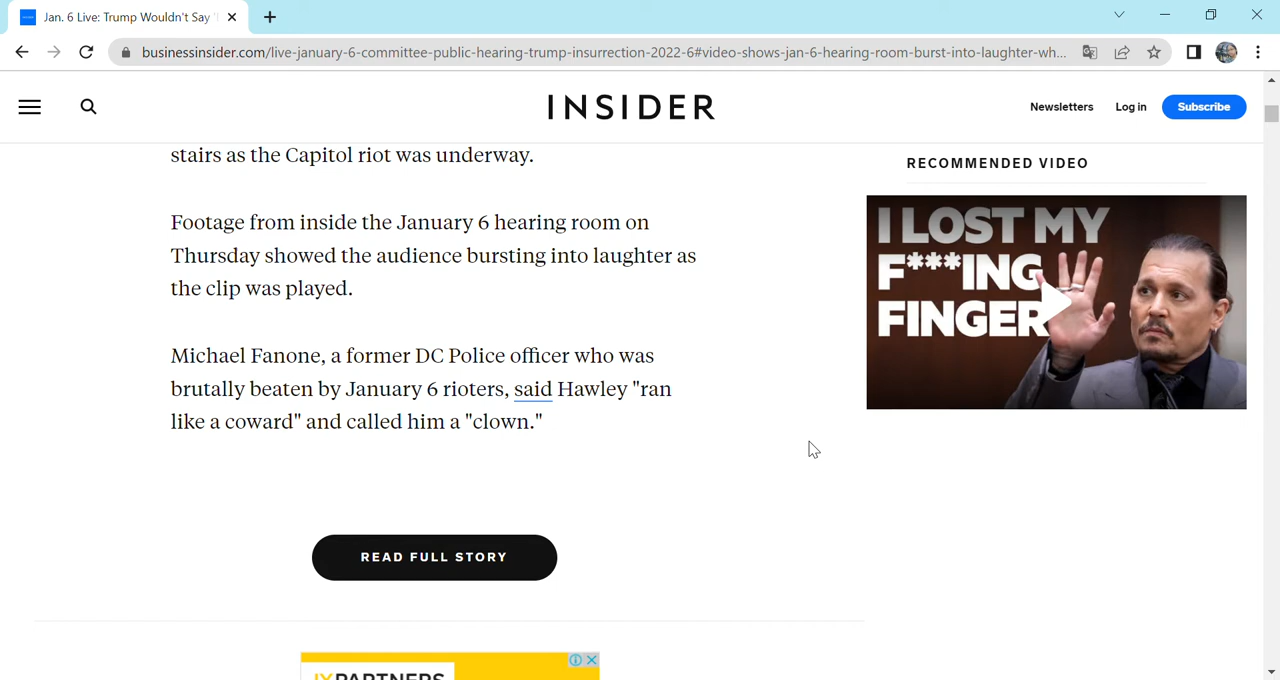 Jan. 6 Live: Trump Wouldn't Say
businessinsider.com/live-january-6-committee-public-hearing-trump-insurrection-2022-6#video-shows-jan-6-hearing-room-burst-into-laughter-wh...
INSIDER
Newsletters
Log in
Subscribe
stairs as the Capitol riot was underway.
Footage from inside the January 6 hearing room on
Thursday showed the audience bursting into laughter as
the clip was played.
Michael Fanone, a former DC Police officer who was
brutally beaten by January 6 rioters, said Hawley "ran
like a coward" and called him a "clown."
READ FULL STORY
RECOMMENDED VIDEO
I LOST MY
F***ING
FINGER
PARTNERS